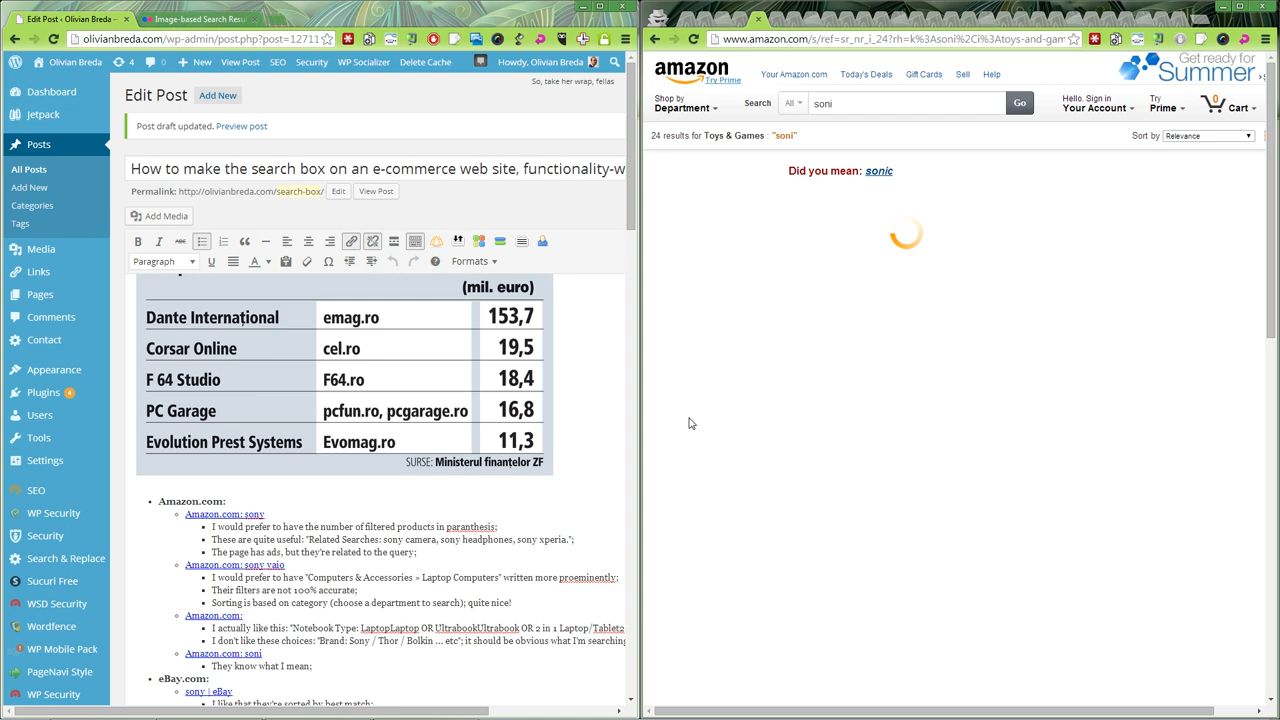 Edit Post ‹ Olivian Breda —
Image-based Search Resu
olivianbreda.com/wp-admin/post.php?post=12711
Olivian Breda
4
0
New
View Post
SEO
Security
WP Socializer
Delete Cache
Howdy, Olivian Breda
So, take her wrap, fellas
Dashboard
Jetpack
Posts
All Posts
Add New
Categories
Tags
Media
Links
Pages
Comments
Contact
Appearance
Plugins 4
Users
Tools
Settings
SEO
WP Security
Security
Search & Replace
Sucuri Free
WSD Security
Wordfence
WP Mobile Pack
PageNavi Style
WP Security
Edit Post Add New
Post draft updated. Preview post
How to make the search box on an e-commerce web site, functionality-w
Permalink: http://olivianbreda.com/search-box/ Edit View Post
Add Media
B I ABC
Paragraph U A Formats
(mil. euro)
Dante Internaţional emag.ro 153,7
Corsar Online cel.ro 19,5
F 64 Studio F64.ro 18,4
PC Garage pcfun.ro, pcgarage.ro 16,8
Evolution Prest Systems Evomag.ro 11,3
SURSE: Ministerul finanţelor ZF
Amazon.com:
Amazon.com: sony
I would prefer to have the number of filtered products in paranthesis;
These are quite useful: "Related Searches: sony camera, sony headphones, sony xperia.";
The page has ads, but they're related to the query;
Amazon.com: sony vaio
I would prefer to have "Computers & Accessories » Laptop Computers" written more proeminently;
Their filters are not 100% accurate;
Sorting is based on category (choose a department to search); quite nice!
Amazon.com:
I actually like this: "Notebook Type: LaptopLaptop OR UltrabookUltrabook OR 2 in 1 Laptop/Tablet2
I don't like these choices: "Brand: Sony / Thor / Bolkin ... etc"; it should be obvious what I'm searching
Amazon.com: soni
They know what I mean;
eBay.com:
sony | eBay
I like that they're sorted by best match;
www.amazon.com/s/ref=sr_nr_i_24?rh=k%3Asoni%2Ci%3Atoys-and-gam
amazon
Try Prime
Your Amazon.com
Today's Deals
Gift Cards
Sell
Help
Get ready for
Summer
Shop by
Department
Search
All
soni
Go
Hello. Sign in
Your Account
Try
Prime
0
Cart
24 results for Toys & Games : "soni"
Sort by Relevance
Did you mean: sonic